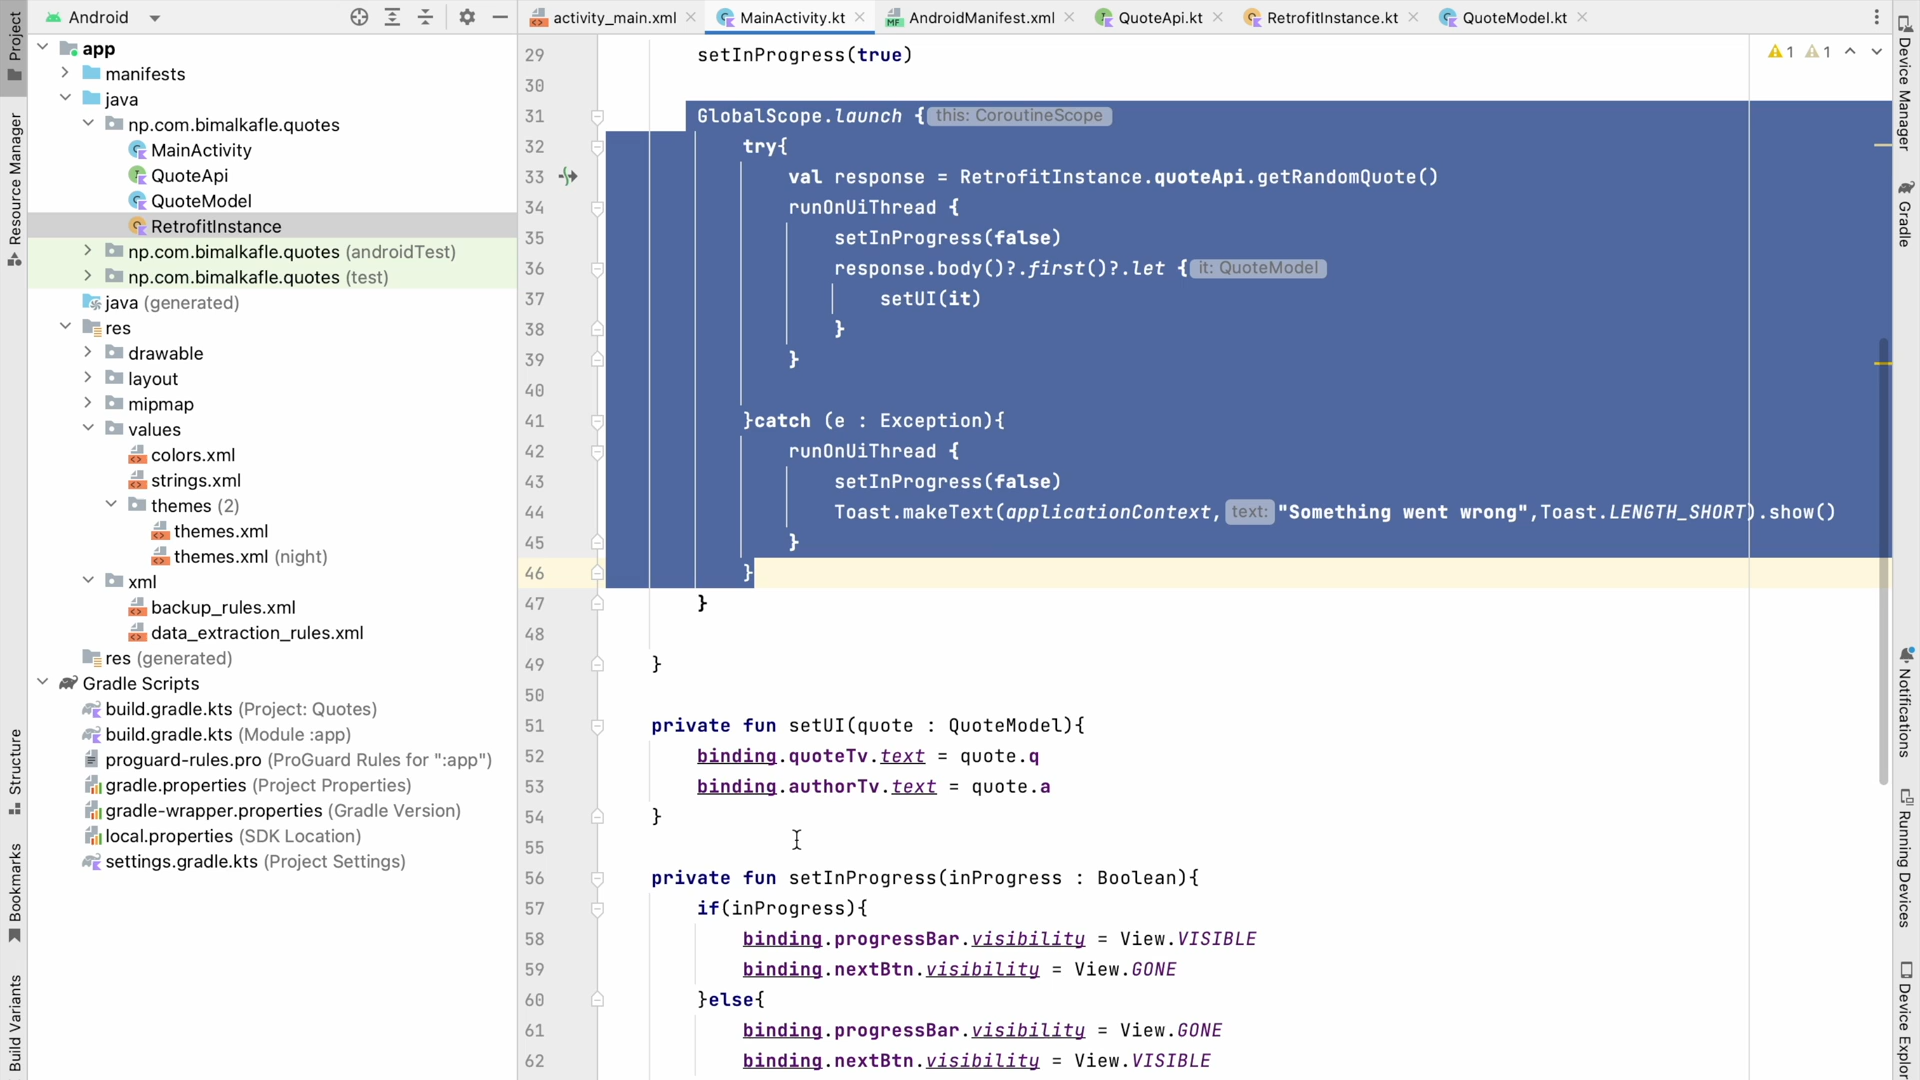 Android
activity_main.xml
MainActivity.kt
AndroidManifest.xml
QuoteApi.kt
RetrofitInstance.kt
QuoteModel.kt
Project
Resource Manager
Structure
Bookmarks
Build Variants
app
manifests
java
np.com.bimalkafle.quotes
MainActivity
QuoteApi
QuoteModel
RetrofitInstance
np.com.bimalkafle.quotes (androidTest)
np.com.bimalkafle.quotes (test)
java (generated)
res
drawable
layout
mipmap
values
colors.xml
strings.xml
themes (2)
themes.xml
themes.xml (night)
xml
backup_rules.xml
data_extraction_rules.xml
res (generated)
Gradle Scripts
build.gradle.kts (Project: Quotes)
build.gradle.kts (Module :app)
proguard-rules.pro (ProGuard Rules for ":app")
gradle.properties (Project Properties)
gradle-wrapper.properties (Gradle Version)
local.properties (SDK Location)
settings.gradle.kts (Project Settings)
1 1
29 setInProgress(true)
30
31 GlobalScope.launch { this: CoroutineScope
32 try{
33 val response = RetrofitInstance.quoteApi.getRandomQuote()
34 runOnUiThread {
35 setInProgress(false)
36 response.body()?.first()?.let { it: QuoteModel
37 setUI(it)
38 }
39 }
40
41 }catch (e : Exception){
42 runOnUiThread {
43 setInProgress(false)
44 Toast.makeText(applicationContext, text: "Something went wrong",Toast.LENGTH_SHORT).show()
45 }
46 }
47 }
48
49 }
50
51 private fun setUI(quote : QuoteModel){
52 binding.quoteTv.text = quote.q
53 binding.authorTv.text = quote.a
54 }
55
56 private fun setInProgress(inProgress : Boolean){
57 if(inProgress){
58 binding.progressBar.visibility = View.VISIBLE
59 binding.nextBtn.visibility = View.GONE
60 }else{
61 binding.progressBar.visibility = View.GONE
62 binding.nextBtn.visibility = View.VISIBLE
Device Manager
Gradle
Notifications
Running Devices
Device Explor